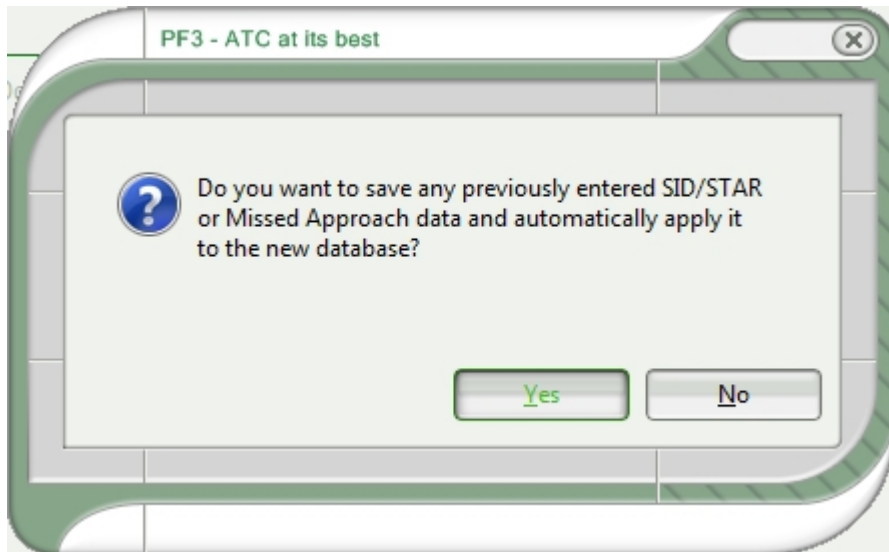 PF3 - ATC at its best
Do you want to save any previously entered SID/STAR
or Missed Approach data and automatically apply it
to the new database?
Yes
No